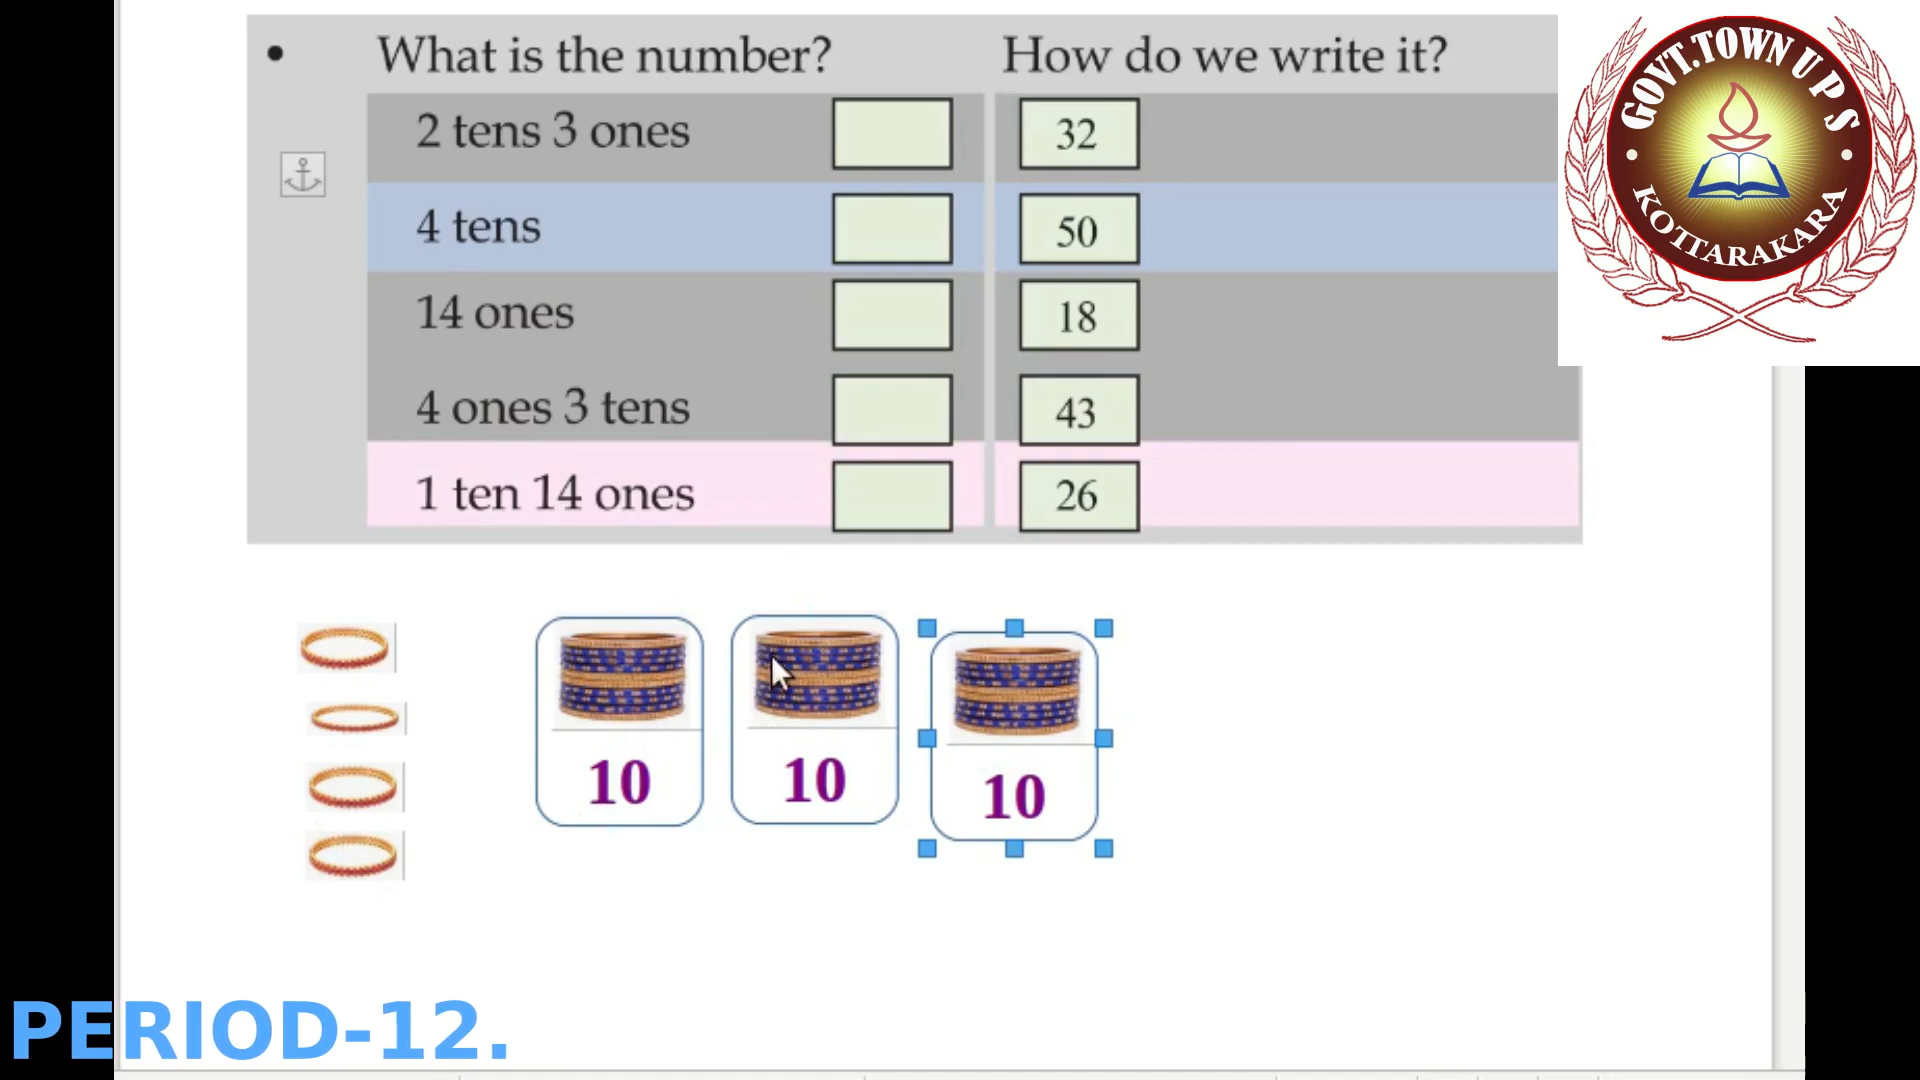 • What is the number? How do we write it?
2 tens 3 ones 32
4 tens 50
14 ones 18
4 ones 3 tens 43
1 ten 14 ones 26
GOVT.TOWN U P S
KOTTARAKARA
10 10 10
PERIOD-12.